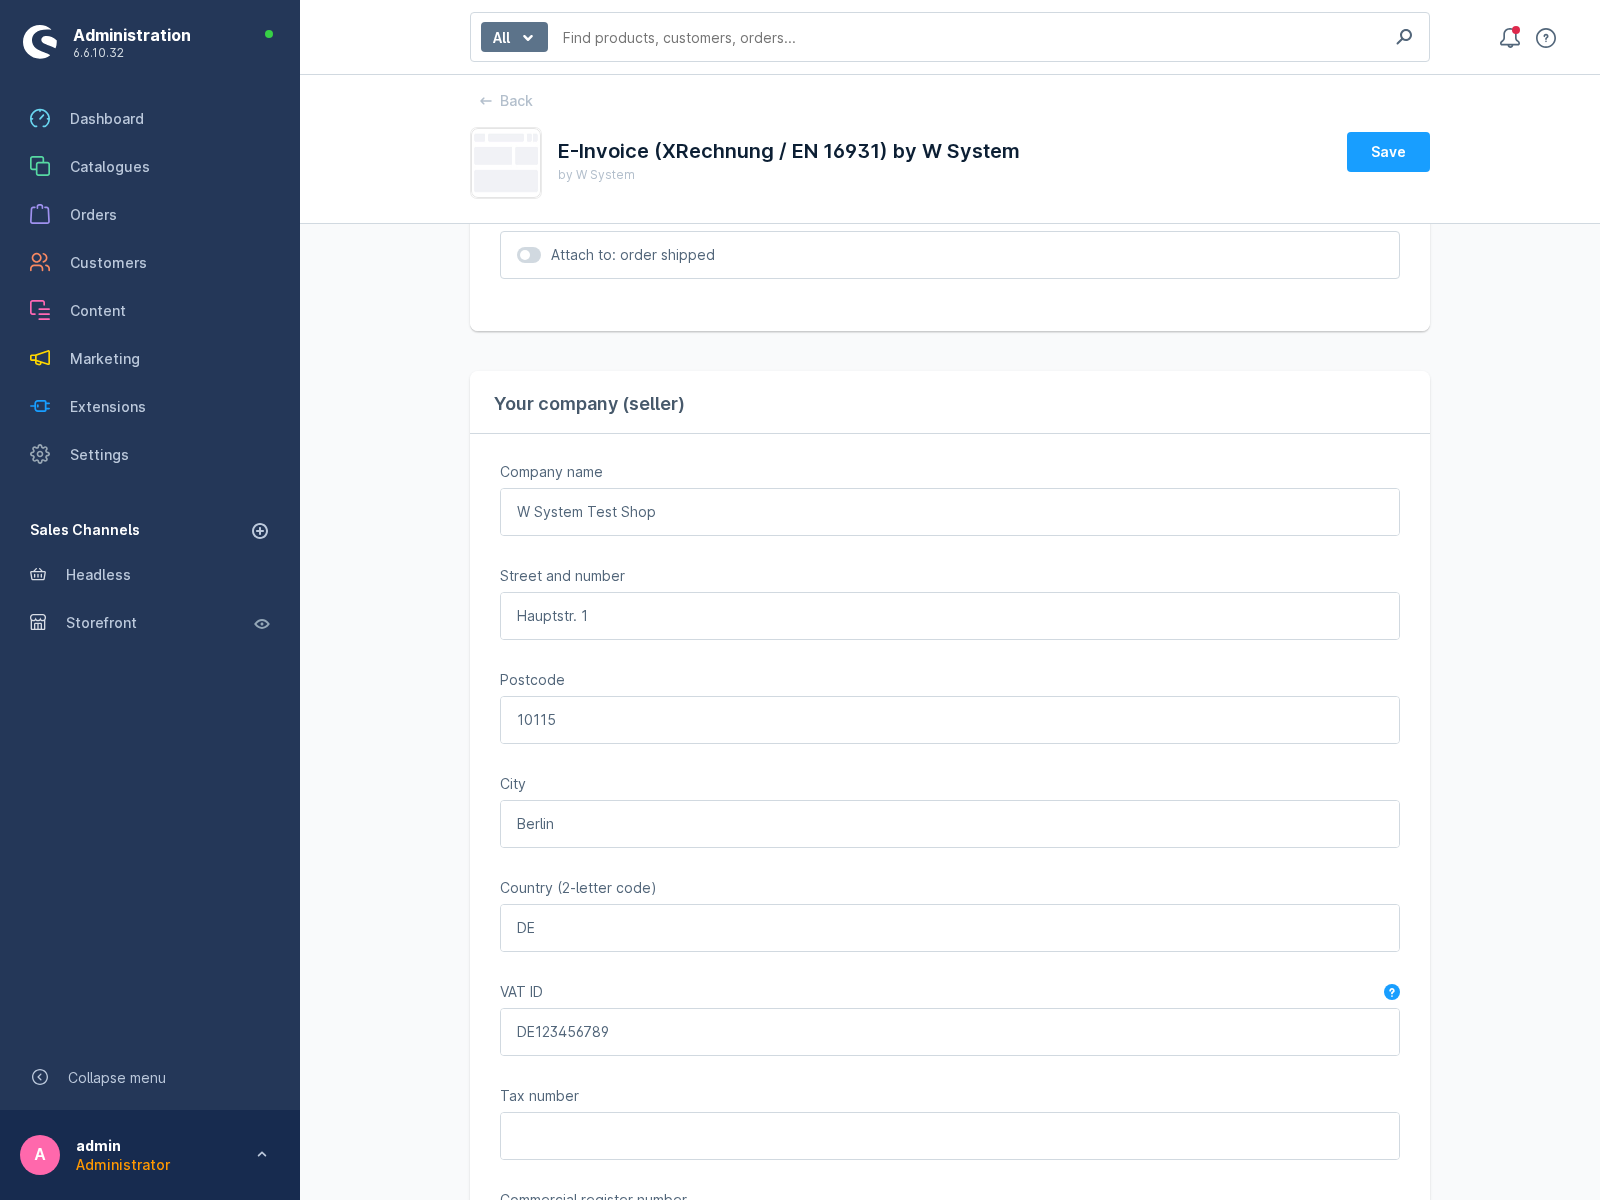 Administration
6.6.10.32
Dashboard
Catalogues
Orders
Customers
Content
Marketing
Extensions
Settings
Sales Channels
Headless
Storefront
Collapse menu
A
admin
Administrator
All
Find products, customers, orders...
Back
E-Invoice (XRechnung / EN 16931) by W System
by W System
Save
Attach to: order shipped
Your company (seller)
Company name
W System Test Shop
Street and number
Hauptstr. 1
Postcode
10115
City
Berlin
Country (2-letter code)
DE
VAT ID
DE123456789
Tax number
Commercial register number